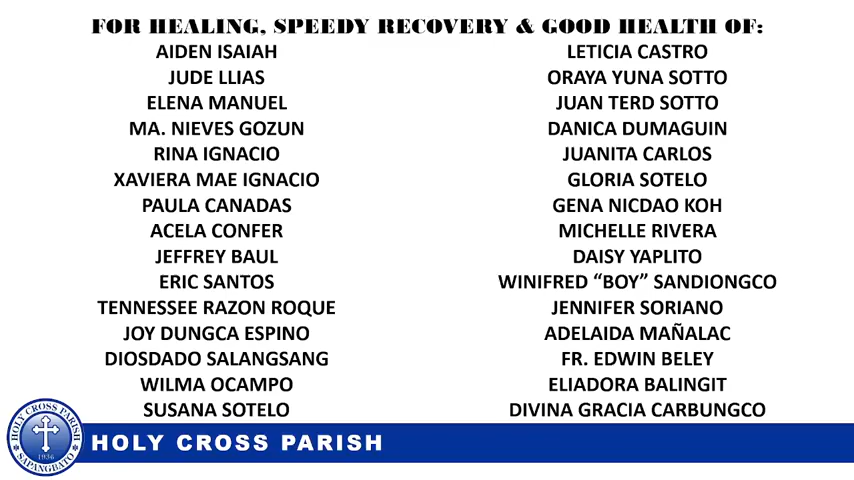 FOR HEALING, SPEEDY RECOVERY & GOOD HEALTH OF:
AIDEN ISAIAH
JUDE LLIAS
ELENA MANUEL
MA. NIEVES GOZUN
RINA IGNACIO
XAVIERA MAE IGNACIO
PAULA CANADAS
ACELA CONFER
JEFFREY BAUL
ERIC SANTOS
TENNESSEE RAZON ROQUE
JOY DUNGCA ESPINO
DIOSDADO SALANGSANG
WILMA OCAMPO
SUSANA SOTELO
LETICIA CASTRO
ORAYA YUNA SOTTO
JUAN TERD SOTTO
DANICA DUMAGUIN
JUANITA CARLOS
GLORIA SOTELO
GENA NICDAO KOH
MICHELLE RIVERA
DAISY YAPLITO
WINIFRED “BOY” SANDIONGCO
JENNIFER SORIANO
ADELAIDA MAÑALAC
FR. EDWIN BELEY
ELIADORA BALINGIT
DIVINA GRACIA CARBUNGCO
HOLY CROSS PARISH
SAPANGBATO
1936
HOLY CROSS PARISH